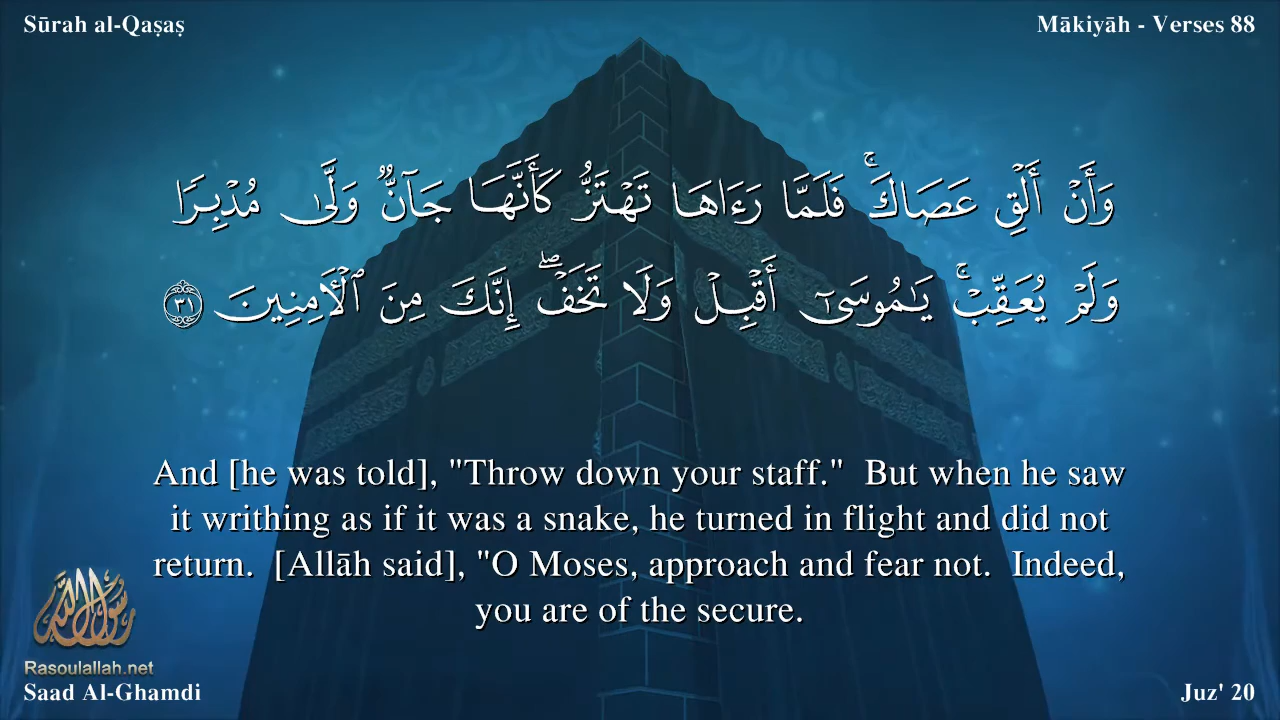 Sūrah al-Qaṣaṣ
Mākiyāh - Verses 88
وَأَنْ أَلْقِ عَصَاكَ ۚ فَلَمَّا رَءَاهَا تَهْتَزُّ كَأَنَّهَا جَآنٌّ وَلَّىٰ مُدْبِرًا
وَلَمْ يُعَقِّبْ ۚ يَـٰمُوسَىٰٓ أَقْبِلْ وَلَا تَخَفْ ۖ إِنَّكَ مِنَ ٱلْـَٔامِنِينَ ٣١
And [he was told], "Throw down your staff."  But when he saw
it writhing as if it was a snake, he turned in flight and did not
return.  [Allāh said], "O Moses, approach and fear not.  Indeed,
you are of the secure.
رسول الله
Rasoulallah.net
Saad Al-Ghamdi
Juz' 20